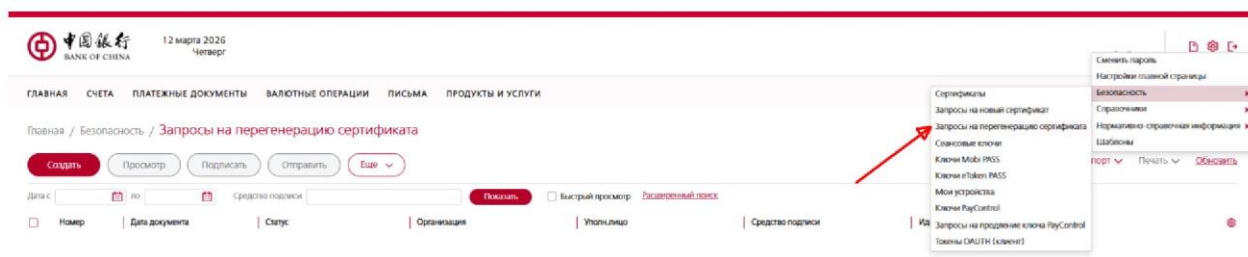 中国银行
BANK OF CHINA
12 марта 2026
Четверг
Сменить пароль
Настройки главной страницы
Безопасность
Справочники
Нормативно-справочная информация
Шаблоны
ГЛАВНАЯ СЧЕТА ПЛАТЕЖНЫЕ ДОКУМЕНТЫ ВАЛЮТНЫЕ ОПЕРАЦИИ ПИСЬМА ПРОДУКТЫ И УСЛУГИ
Сертификаты
Запросы на новый сертификат
Запросы на перегенерацию сертификата
Сеансовые ключи
Ключи Mobi PASS
Ключи eToken PASS
Мои устройства
Ключи PayControl
Запросы на продление ключа PayControl
Токены OAUTH (клиент)
Главная / Безопасность / Запросы на перегенерацию сертификата
Создать Просмотр Подписать Отправить Еще
порт Печать Обновить
Дата с по Средство подписи Показать Быстрый просмотр Расширенный поиск
Номер Дата документа Статус Организация Уполн.лицо Средство подписи Ид